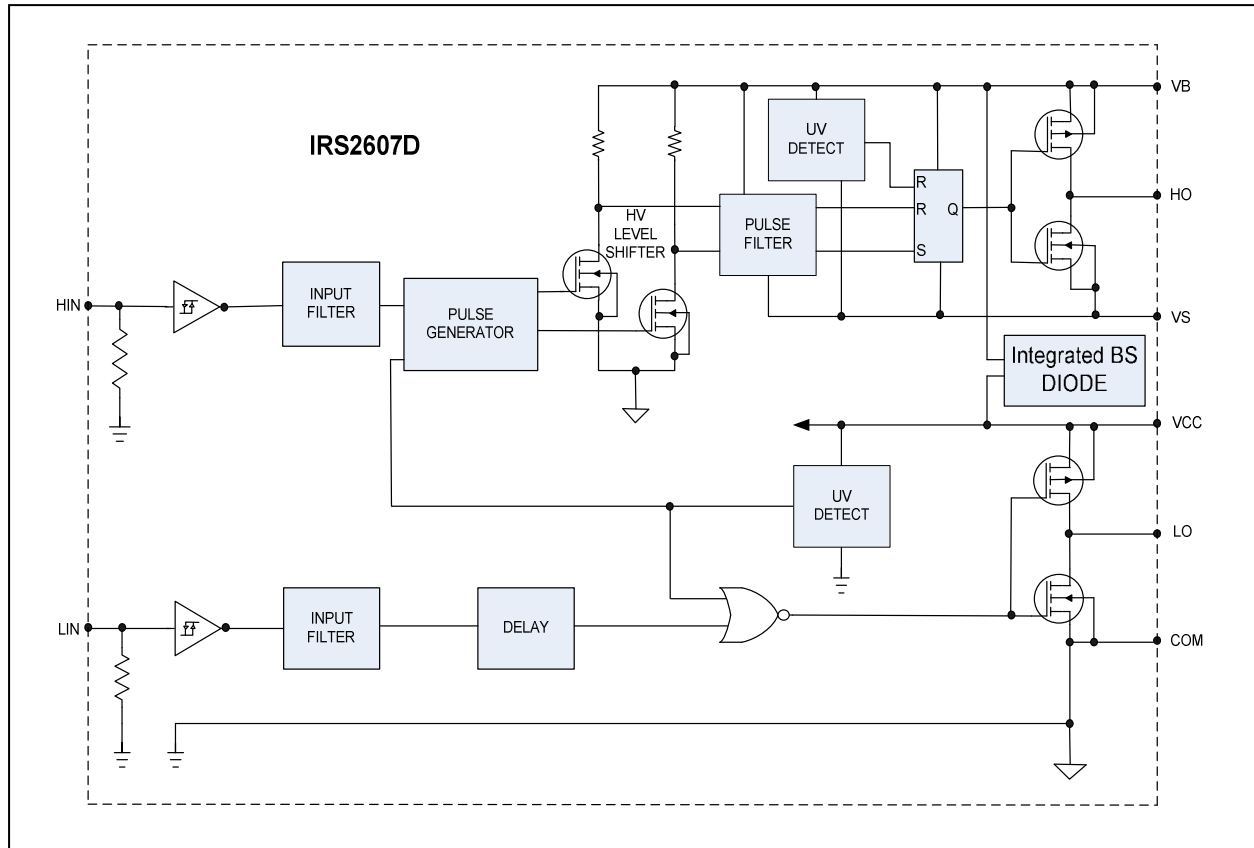 IRS2607D
VB
UV
DETECT
R
R
Q
S
HO
HV
LEVEL
SHIFTER
PULSE
FILTER
HIN
INPUT
FILTER
PULSE
GENERATOR
VS
Integrated BS
DIODE
VCC
UV
DETECT
LO
LIN
INPUT
FILTER
DELAY
COM